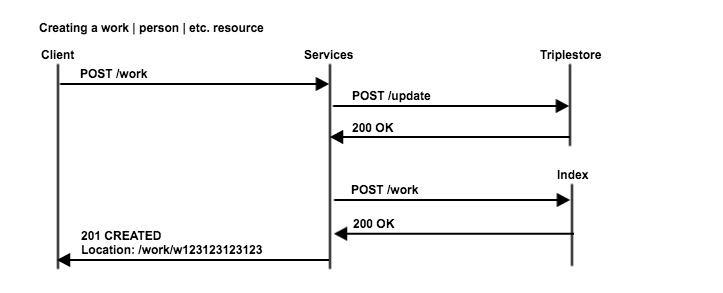 Creating a work | person | etc. resource
Client
Services
Triplestore
POST /work
POST /update
200 OK
Index
POST /work
200 OK
201 CREATED
Location: /work/w123123123123